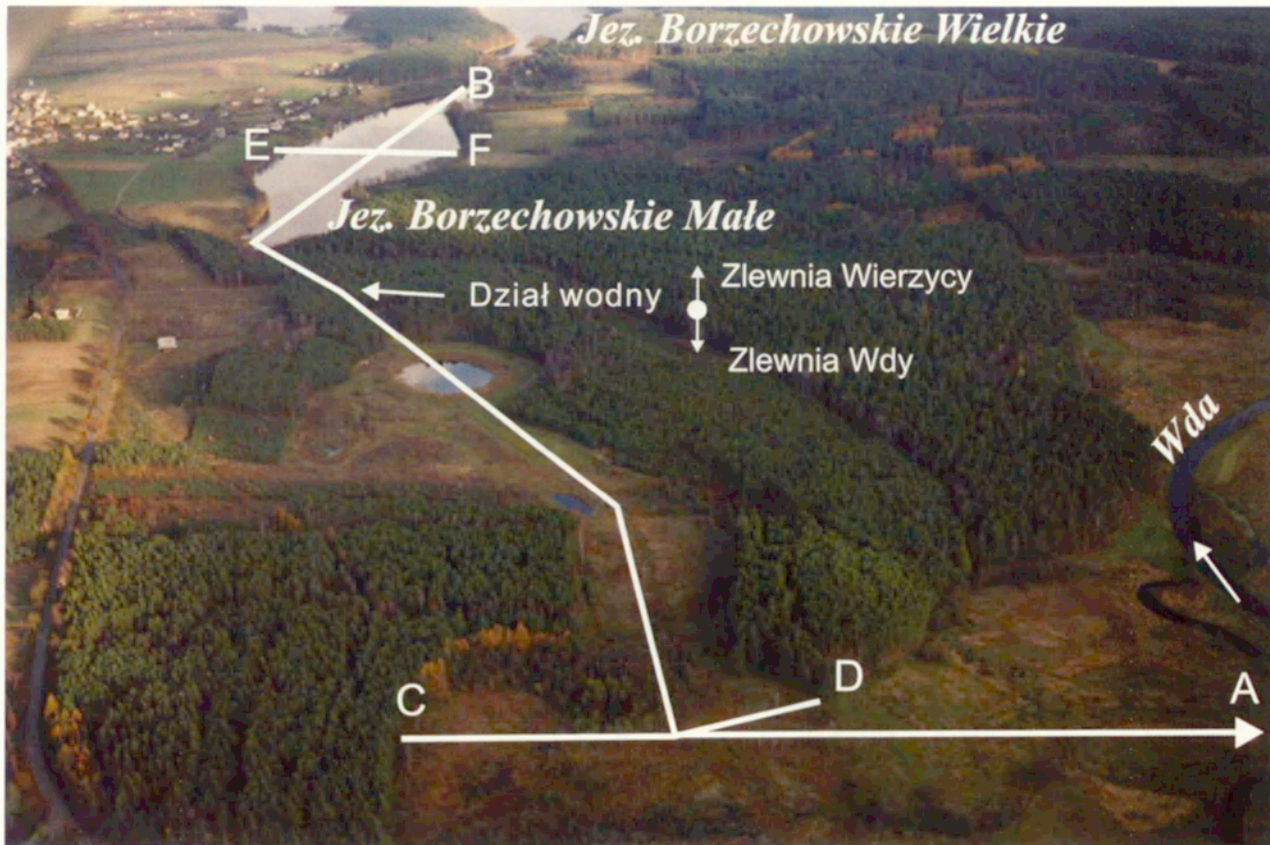 Jez. Borzechowskie Wielkie
B
E
F
Jez. Borzechowskie Małe
Zlewnia Wierzycy
Dział wodny
Zlewnia Wdy
Wda
C
D
A